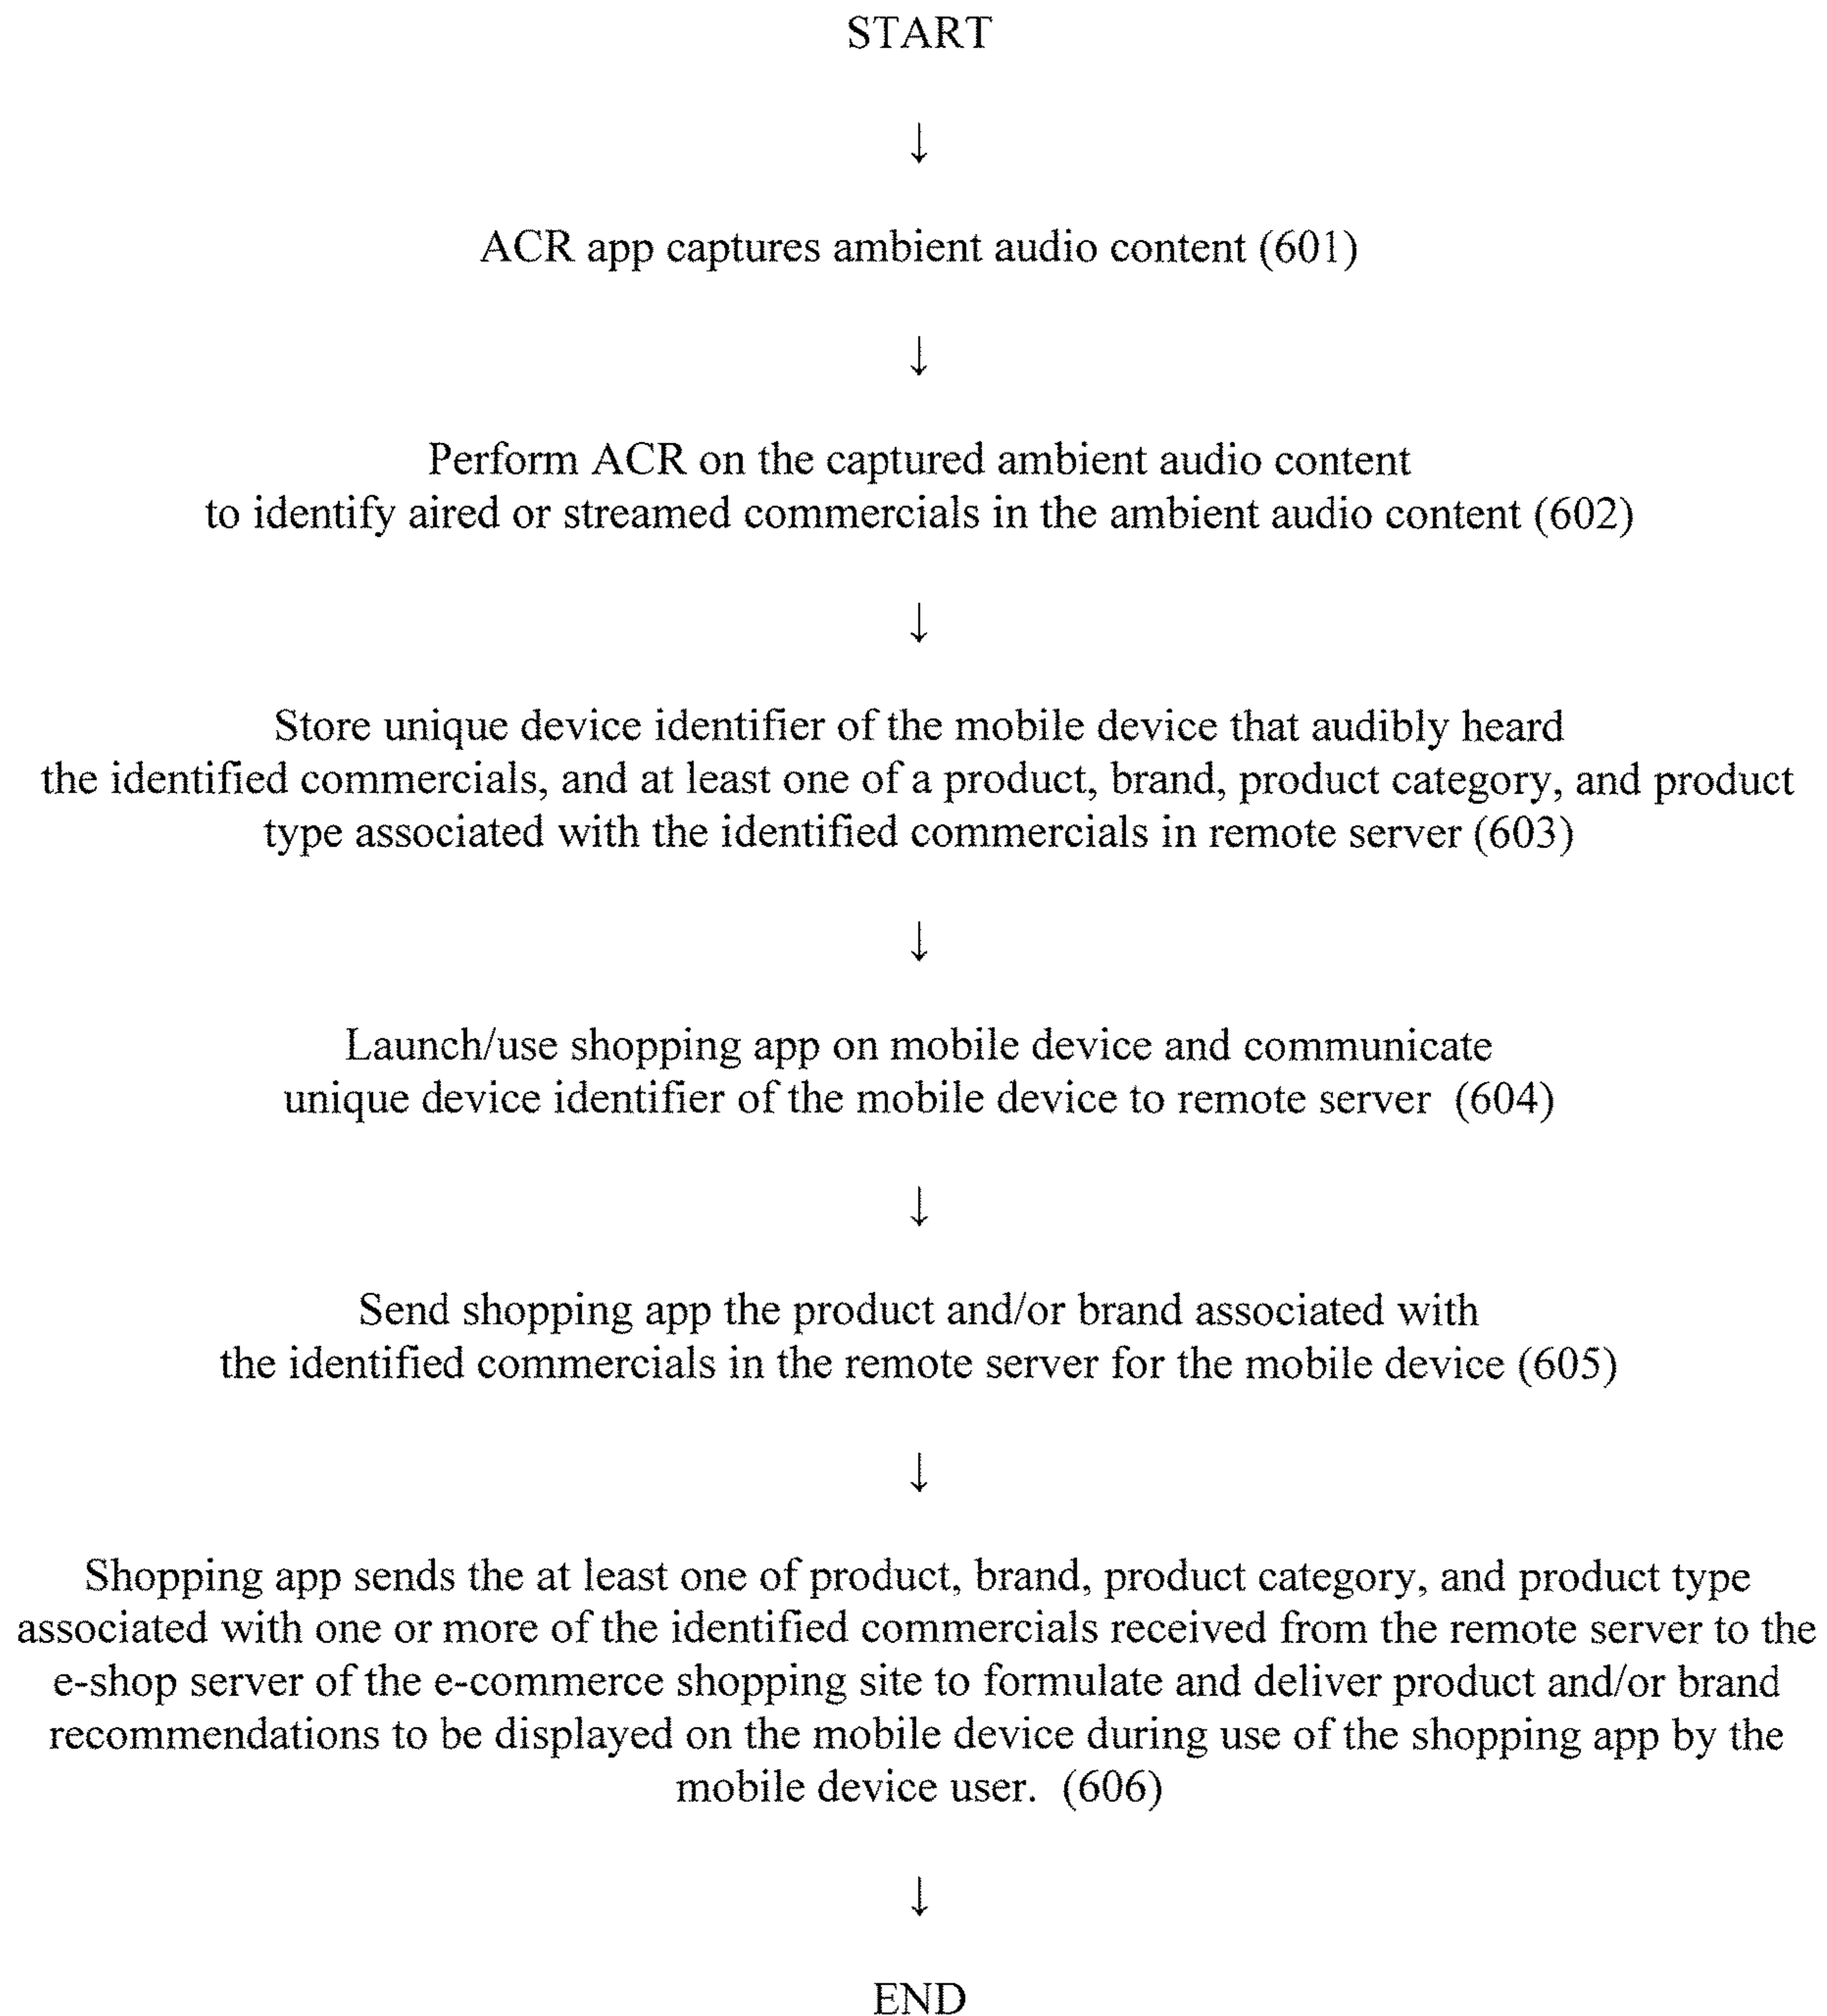 START
↓
ACR app captures ambient audio content (601)
↓
Perform ACR on the captured ambient audio content
to identify aired or streamed commercials in the ambient audio content (602)
↓
Store unique device identifier of the mobile device that audibly heard
the identified commercials, and at least one of a product, brand, product category, and product
type associated with the identified commercials in remote server (603)
↓
Launch/use shopping app on mobile device and communicate
unique device identifier of the mobile device to remote server (604)
↓
Send shopping app the product and/or brand associated with
the identified commercials in the remote server for the mobile device (605)
↓
Shopping app sends the at least one of product, brand, product category, and product type
associated with one or more of the identified commercials received from the remote server to the
e-shop server of the e-commerce shopping site to formulate and deliver product and/or brand
recommendations to be displayed on the mobile device during use of the shopping app by the
mobile device user. (606)
↓
END